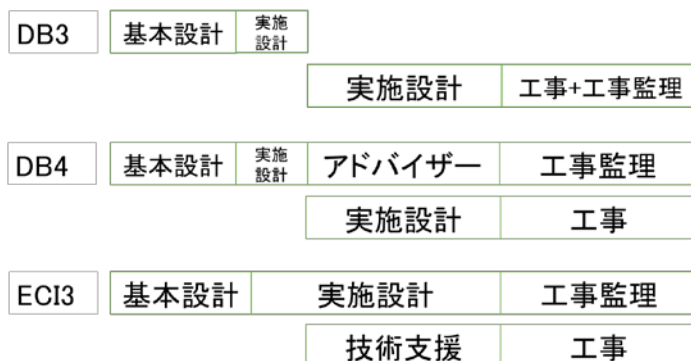 DB3 基本設計 実施
設計
実施設計 工事+工事監理
DB4 基本設計 実施
設計 アドバイザー 工事監理
実施設計 工事
ECI3 基本設計 実施設計 工事監理
技術支援 工事